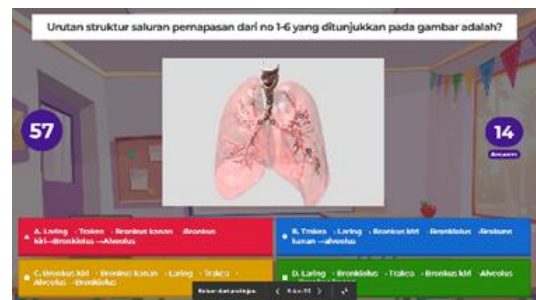 Urutan struktur saluran pernapasan dari no 1-6 yang ditunjukkan pada gambar adalah?
57
14
Answers
A. Laring - Trakea - Bronkus kanan -Bronkus
kiri-Bronkiolus -Alveolus
B. Trakea - Laring - Bronkus kiri - Bronkiolus -Bronkus
kanan -alveolus
C. Bronkus kiri - Bronkus kanan - Laring - Trakea -
Alveolus -Bronkiolus
D. Laring - Bronkiolus - Trakea - Bronkus kiri -Alveolus